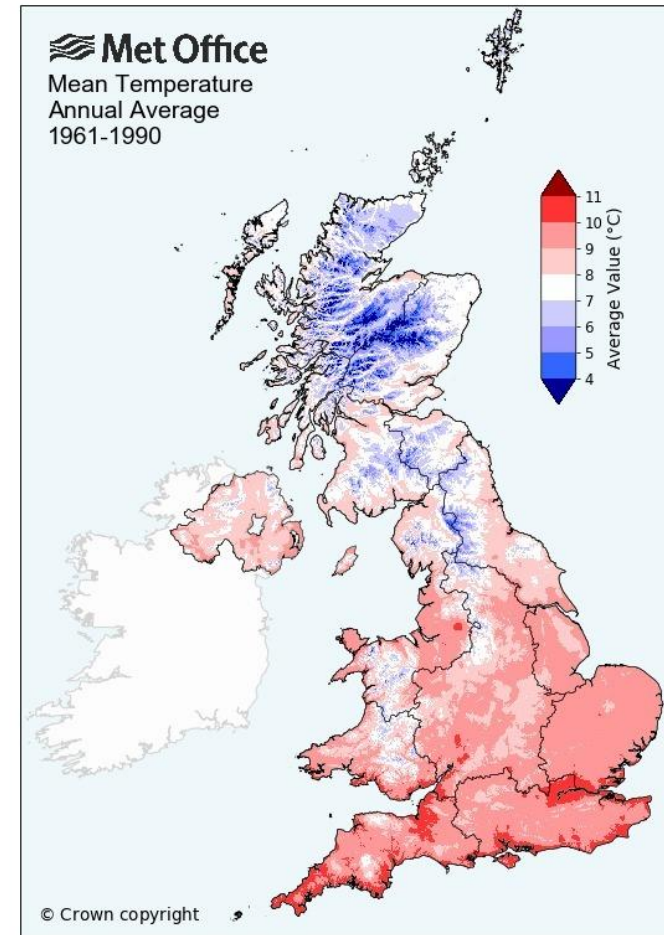 Met Office
Mean Temperature
Annual Average
1961-1990
11
10
9
8
7
6
5
4
Average Value (°C)
© Crown copyright